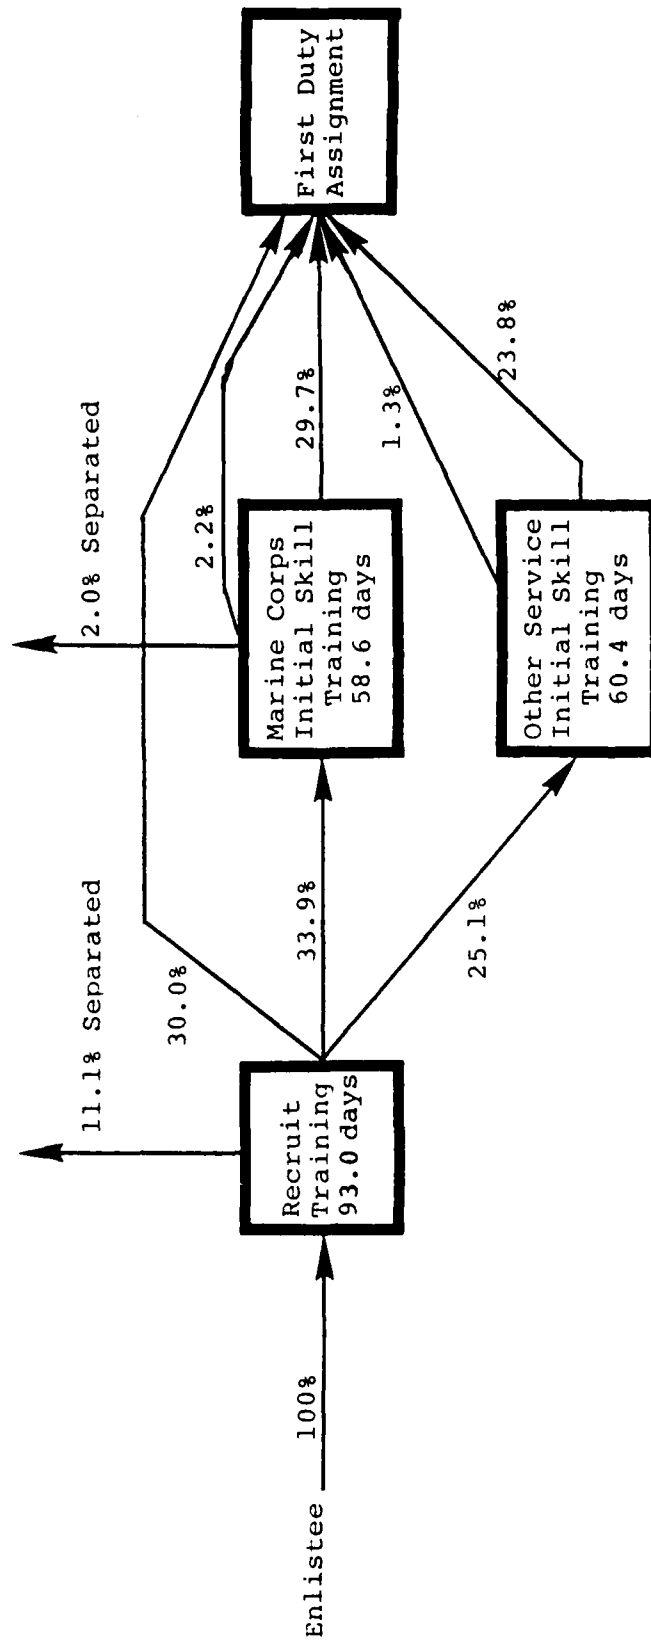 Enlistee
100%
Recruit
Training
93.0 days
11.1% Separated
30.0%
33.9%
25.1%
Marine Corps
Initial Skill
Training
58.6 days
2.0% Separated
2.2%
29.7%
Other Service
Initial Skill
Training
60.4 days
1.3%
23.8%
First Duty
Assignment